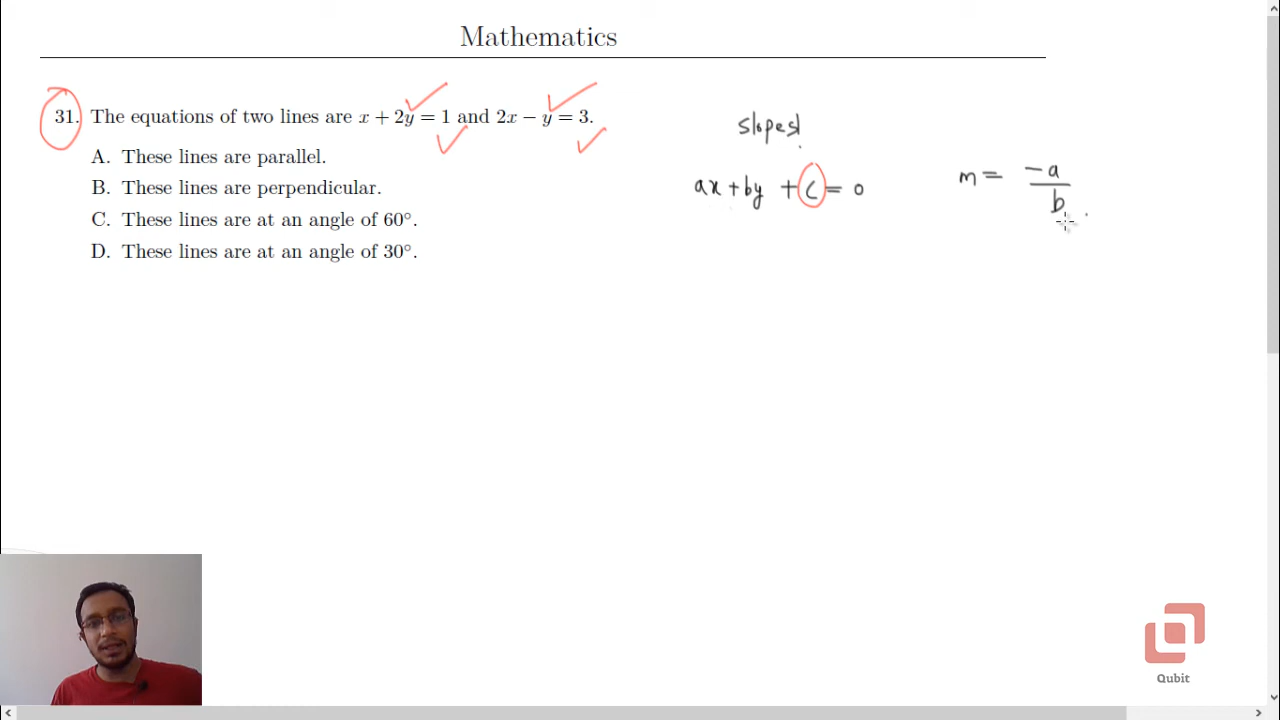 Mathematics
31. The equations of two lines are x + 2y = 1 and 2x − y = 3.
A. These lines are parallel.
B. These lines are perpendicular.
C. These lines are at an angle of 60°.
D. These lines are at an angle of 30°.
slopes
ax + by + c = 0
m = -a/b
Qubit